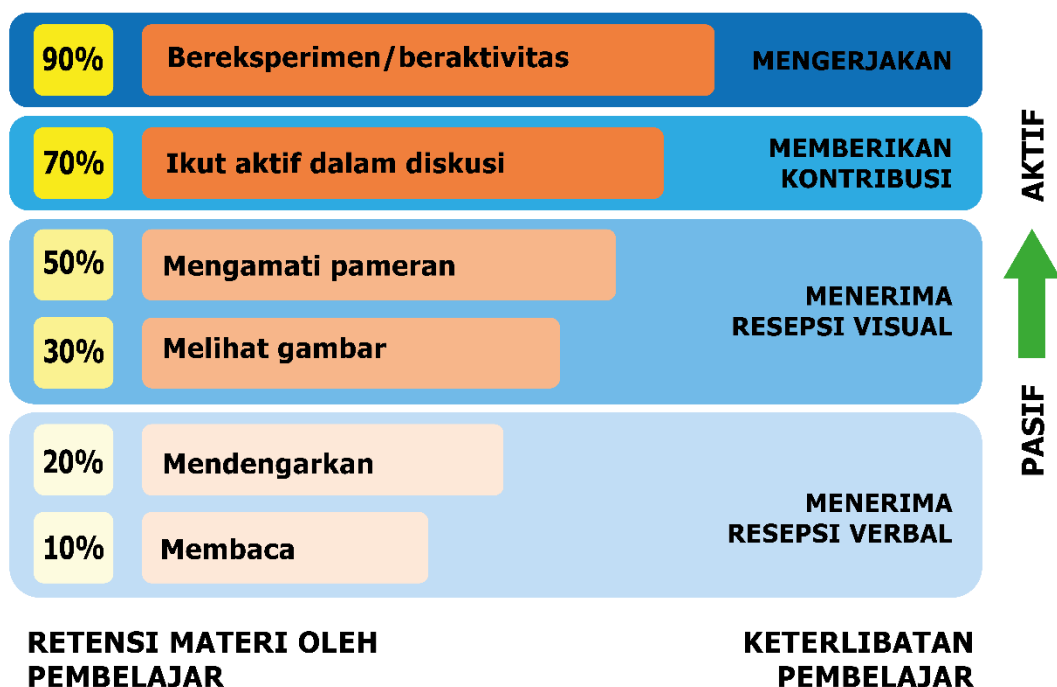 90%
Bereksperimen/beraktivitas
MENGERJAKAN
70%
Ikut aktif dalam diskusi
MEMBERIKAN
KONTRIBUSI
50%
Mengamati pameran
30%
Melihat gambar
MENERIMA
RESEPSI VISUAL
20%
Mendengarkan
10%
Membaca
MENERIMA
RESEPSI VERBAL
AKTIF
PASIF
RETENSI MATERI OLEH
PEMBELAJAR
KETERLIBATAN
PEMBELAJAR